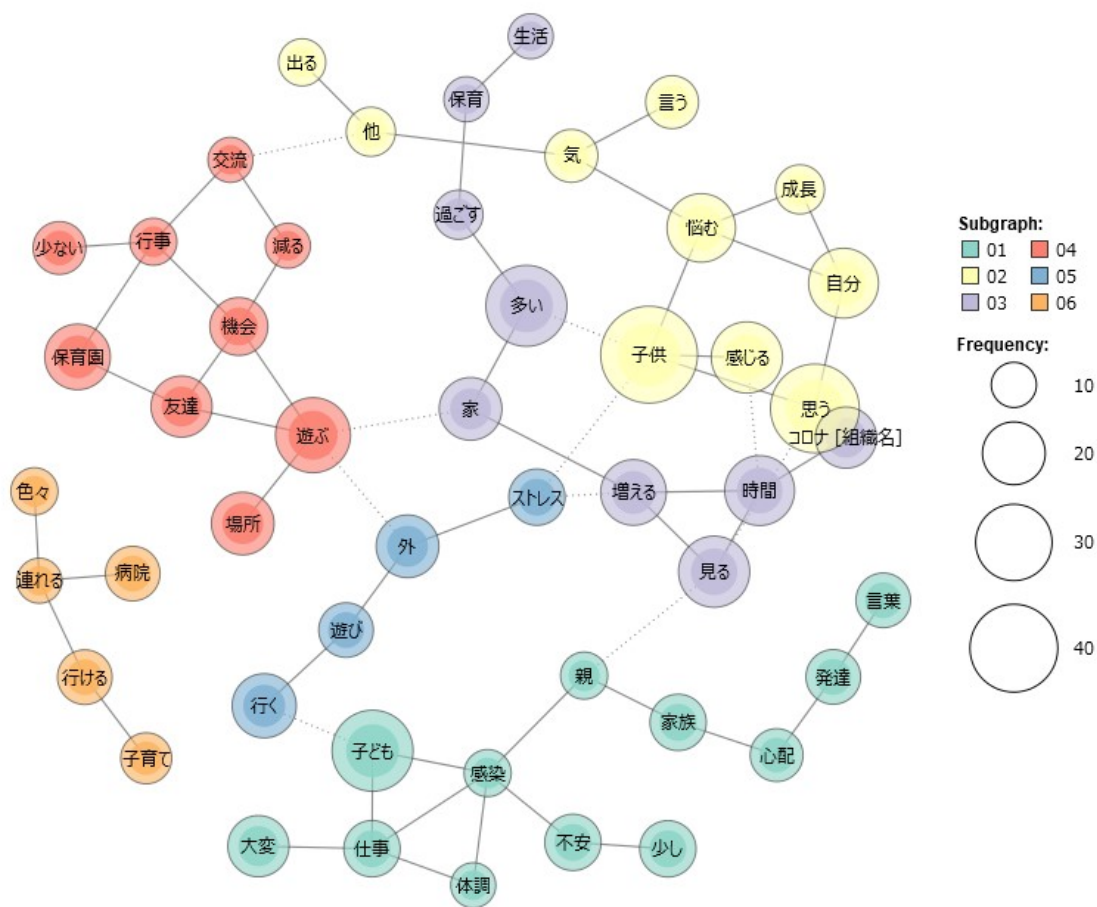 生活
出る
保育
言う
他
気
交流
成長
過ごす
悩む
少ない
行事
減る
自分
多い
機会
保育園
子供
感じる
友達
家
思う
遊ぶ
コロナ [組織名]
色々
ストレス
増える
時間
場所
外
病院
連れる
見る
言葉
遊び
親
行ける
発達
行く
家族
子ども
心配
子育て
感染
大変
仕事
不安
少し
体調
Subgraph:
01 04
02 05
03 06
Frequency:
10
20
30
40